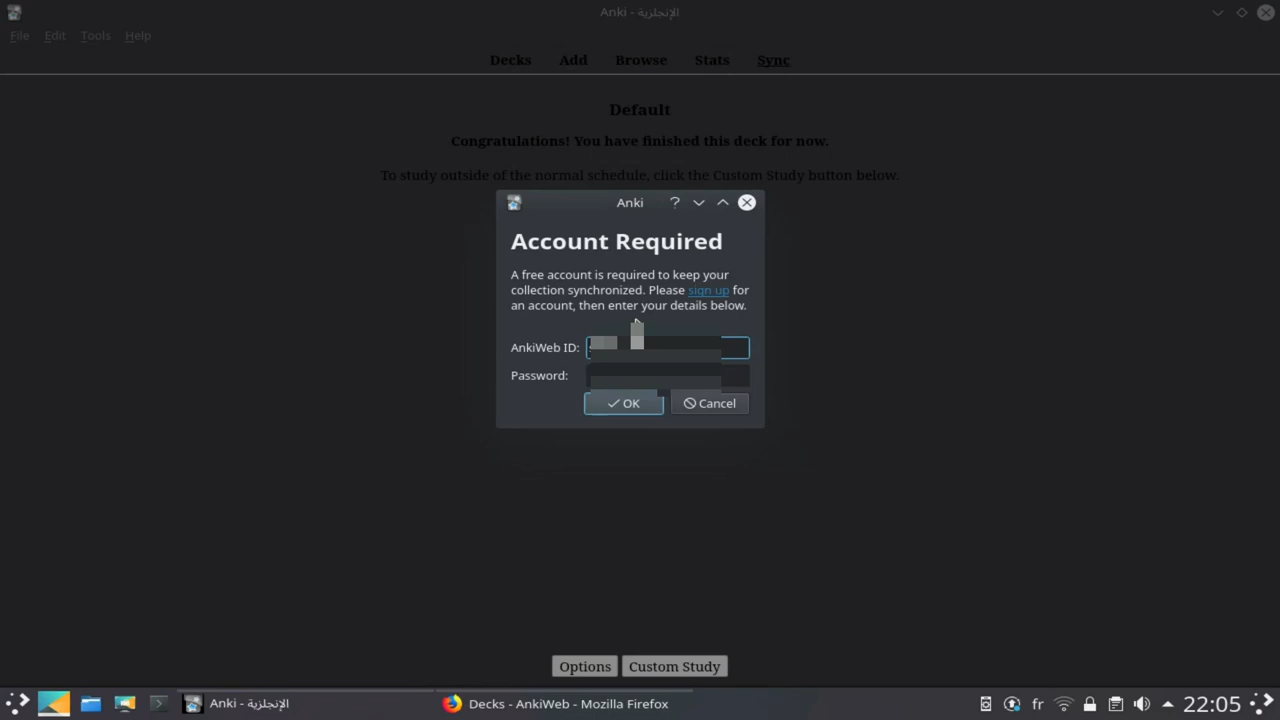 Anki - الإنجلزية
File Edit Tools Help
Decks Add Browse Stats Sync
Default
Congratulations! You have finished this deck for now.
To study outside of the normal schedule, click the Custom Study button below.
Anki
Account Required
A free account is required to keep your
collection synchronized. Please sign up for
an account, then enter your details below.
AnkiWeb ID:
Password:
OK Cancel
Options Custom Study
Anki - الإنجلزية Decks - AnkiWeb - Mozilla Firefox fr 22:05